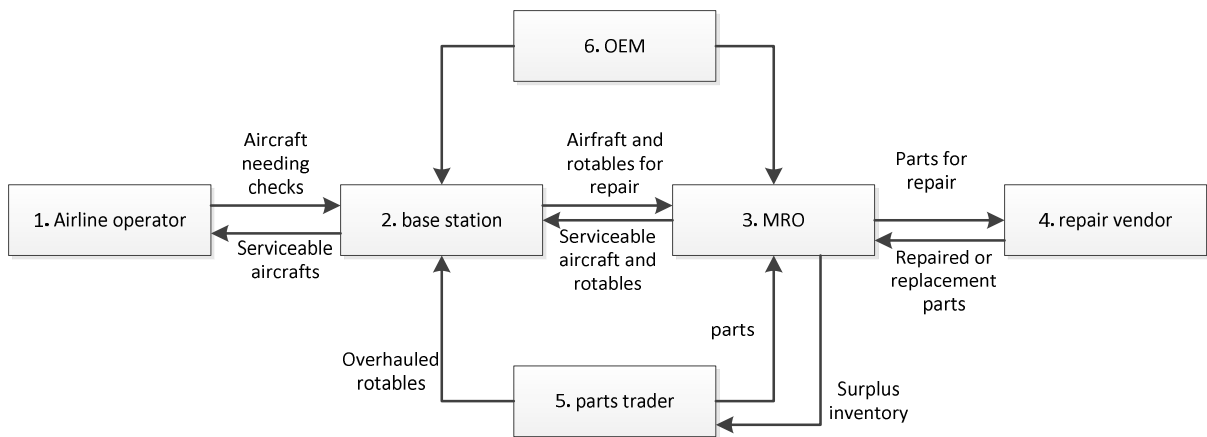 6. OEM
Aircraft
needing
checks
Airfraft and
rotables for
repair
Parts for
repair
1. Airline operator
2. base station
3. MRO
4. repair vendor
Serviceable
aircrafts
Serviceable
aircraft and
rotables
Repaired or
replacement
parts
parts
Overhauled
rotables
5. parts trader
Surplus
inventory